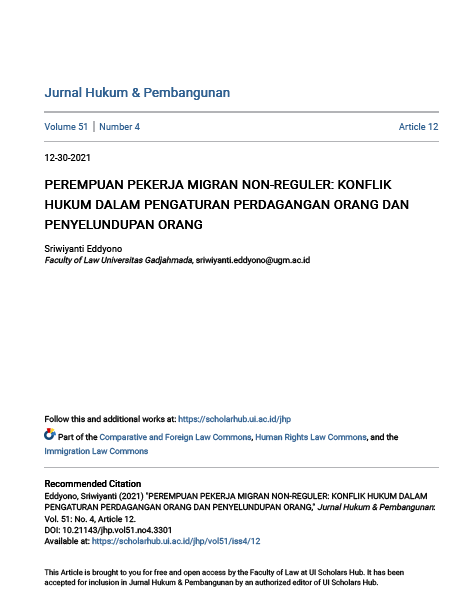 Jurnal Hukum & Pembangunan
Volume 51 | Number 4 Article 12
12-30-2021
PEREMPUAN PEKERJA MIGRAN NON-REGULER: KONFLIK
HUKUM DALAM PENGATURAN PERDAGANGAN ORANG DAN
PENYELUNDUPAN ORANG
Sriwiyanti Eddyono
Faculty of Law Universitas Gadjahmada, sriwiyanti.eddyono@ugm.ac.id
Follow this and additional works at: https://scholarhub.ui.ac.id/jhp
Part of the Comparative and Foreign Law Commons, Human Rights Law Commons, and the
Immigration Law Commons
Recommended Citation
Eddyono, Sriwiyanti (2021) "PEREMPUAN PEKERJA MIGRAN NON-REGULER: KONFLIK HUKUM DALAM
PENGATURAN PERDAGANGAN ORANG DAN PENYELUNDUPAN ORANG," Jurnal Hukum & Pembangunan:
Vol. 51: No. 4, Article 12.
DOI: 10.21143/jhp.vol51.no4.3301
Available at: https://scholarhub.ui.ac.id/jhp/vol51/iss4/12
This Article is brought to you for free and open access by the Faculty of Law at UI Scholars Hub. It has been
accepted for inclusion in Jurnal Hukum & Pembangunan by an authorized editor of UI Scholars Hub.